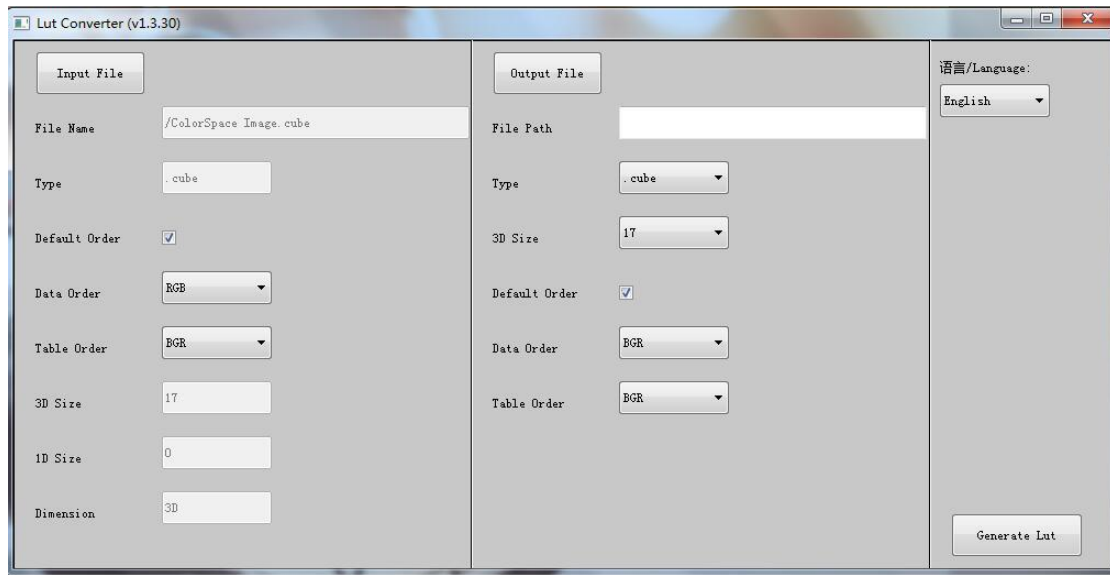 Lut Converter (v1.3.30)
Input File
File Name
/ColorSpace Image.cube
Type
.cube
Default Order
Data Order
RGB
Table Order
BGR
3D Size
17
1D Size
0
Dimension
3D
Output File
File Path
Type
.cube
3D Size
17
Default Order
Data Order
BGR
Table Order
BGR
语言/Language:
English
Generate Lut